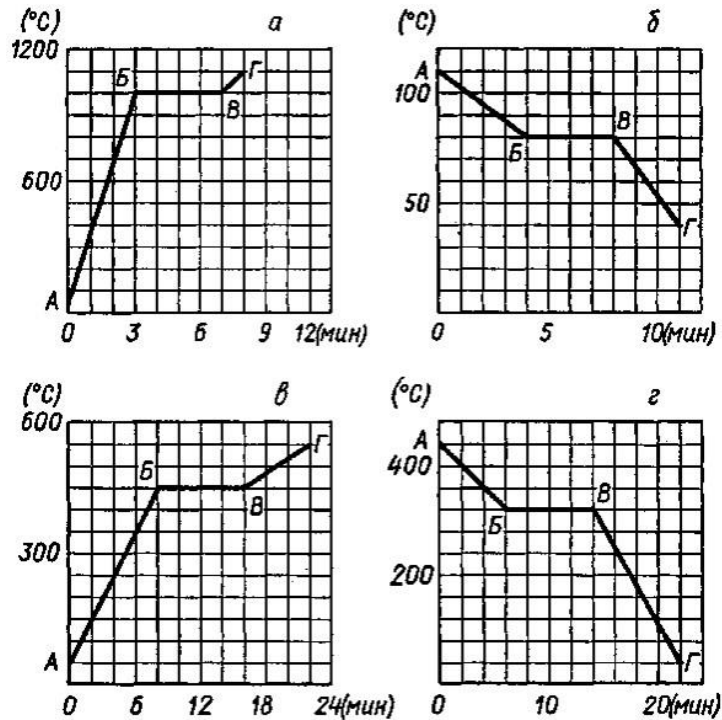 (°C) а (°C) б
1200 Б Г А
1000 В 100 В
600 Б
50 Г
А
0 3 6 9 12(мин) 0 5 10(мин)
(°C) в (°C) г
600 Г А
Б 400 В
В Б
300 200
А Г
0 6 12 18 24(мин) 0 10 20(мин)